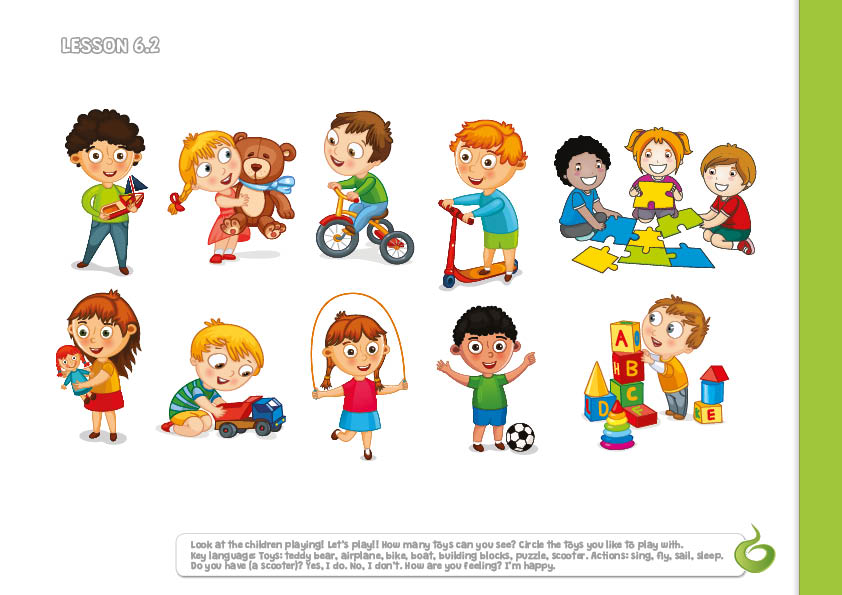 LESSON 6.2
A
H B
C
D
F
E
Look at the children playing! Let's play!! How many toys can you see? Circle the toys you like to play with.
Key language: Toys: teddy bear, airplane, bike, boat, building blocks, puzzle, scooter. Actions: sing, fly, sail, sleep.
Do you have (a scooter)? Yes, I do. No, I don't. How are you feeling? I'm happy.